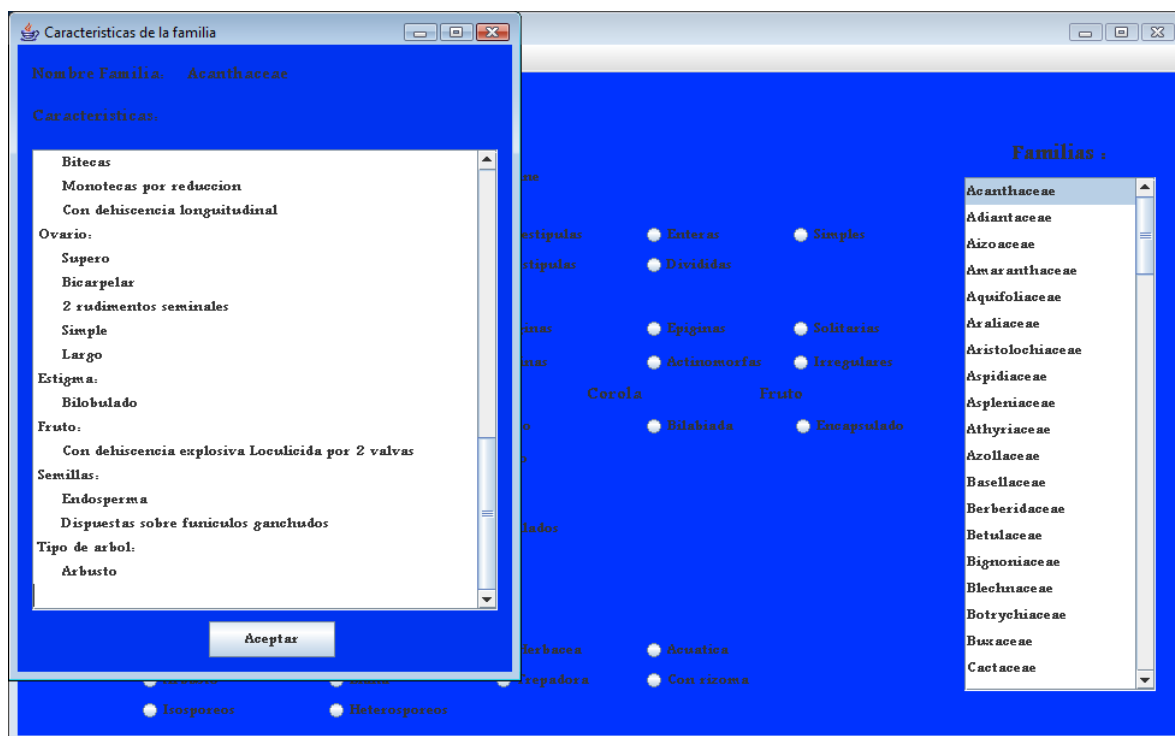 Caracteristicas de la familia
Nombre Familia: Acanthaceae
Caracteristicas:
Bitecas
Monotecas por reduccion
Con dehiscencia longuitudinal
Ovario:
Supero
Bicarpelar
2 rudimentos seminales
Simple
Largo
Estigma:
Bilobulado
Fruto:
Con dehiscencia explosiva Loculicida por 2 valvas
Semillas:
Endosperma
Dispuestas sobre funiculos ganchudos
Tipo de arbol:
Arbusto
Aceptar
Enteras Simples
Divididas
Epiginas Solitarias
Actinomorfas Irregulares
Corola Fruto
Bilabiada Encapsulado
Herbacea Acuatica
Trepadora Con rizoma
Isosporeos Heterosporeos
Familias :
Acanthaceae
Adiantaceae
Aizoaceae
Amaranthaceae
Aquifoliaceae
Araliaceae
Aristolochiaceae
Aspidiaceae
Aspleniaceae
Athyriaceae
Azollaceae
Basellaceae
Berberidaceae
Betulaceae
Bignoniaceae
Blechnaceae
Botrychiaceae
Buxaceae
Cactaceae